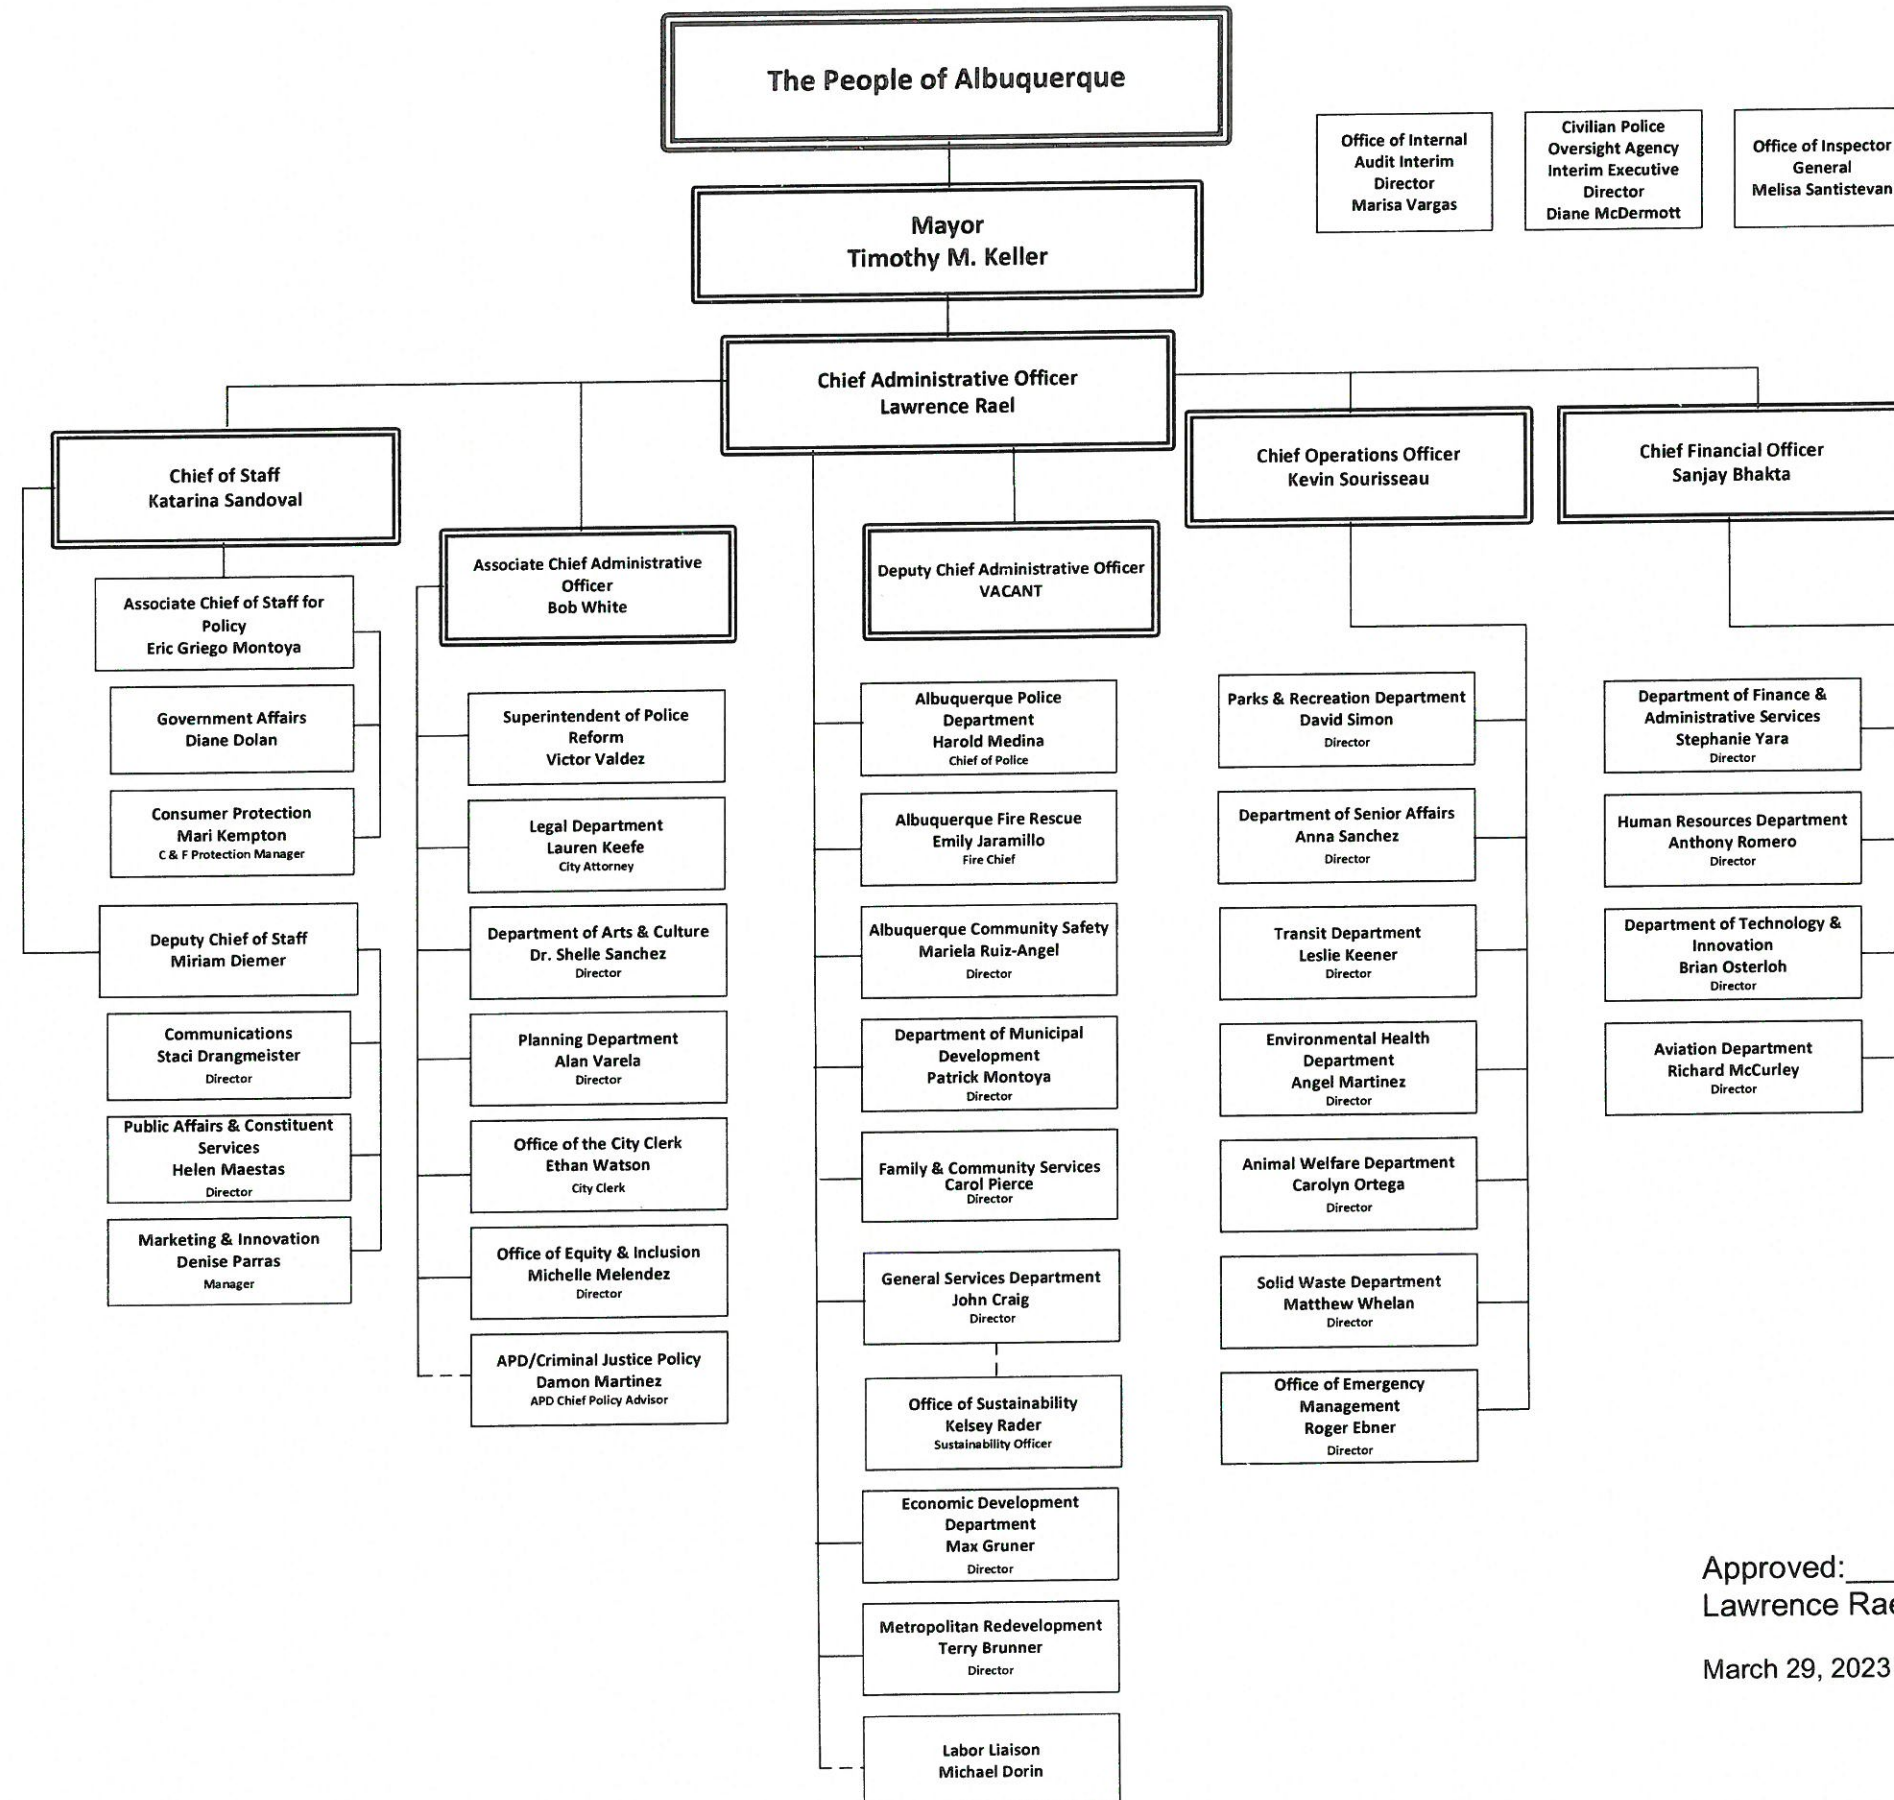 The People of Albuquerque
Office of Internal
Audit Interim
Director
Marisa Vargas
Civilian Police
Oversight Agency
Interim Executive
Director
Diane McDermott
Office of Inspector
General
Melisa Santistevan
Mayor
Timothy M. Keller
Chief Administrative Officer
Lawrence Rael
Chief of Staff
Katarina Sandoval
Associate Chief of Staff for
Policy
Eric Griego Montoya
Government Affairs
Diane Dolan
Consumer Protection
Mari Kempton
C & F Protection Manager
Deputy Chief of Staff
Miriam Diemer
Communications
Staci Drangmeister
Director
Public Affairs & Constituent
Services
Helen Maestas
Director
Marketing & Innovation
Denise Parras
Manager
Associate Chief Administrative
Officer
Bob White
Superintendent of Police
Reform
Victor Valdez
Legal Department
Lauren Keefe
City Attorney
Department of Arts & Culture
Dr. Shelle Sanchez
Director
Planning Department
Alan Varela
Director
Office of the City Clerk
Ethan Watson
City Clerk
Office of Equity & Inclusion
Michelle Melendez
Director
APD/Criminal Justice Policy
Damon Martinez
APD Chief Policy Advisor
Deputy Chief Administrative Officer
VACANT
Albuquerque Police
Department
Harold Medina
Chief of Police
Albuquerque Fire Rescue
Emily Jaramillo
Fire Chief
Albuquerque Community Safety
Mariela Ruiz-Angel
Director
Department of Municipal
Development
Patrick Montoya
Director
Family & Community Services
Carol Pierce
Director
General Services Department
John Craig
Director
Office of Sustainability
Kelsey Rader
Sustainability Officer
Economic Development
Department
Max Gruner
Director
Metropolitan Redevelopment
Terry Brunner
Director
Labor Liaison
Michael Dorin
Chief Operations Officer
Kevin Sourisseau
Parks & Recreation Department
David Simon
Director
Department of Senior Affairs
Anna Sanchez
Director
Transit Department
Leslie Keener
Director
Environmental Health
Department
Angel Martinez
Director
Animal Welfare Department
Carolyn Ortega
Director
Solid Waste Department
Matthew Whelan
Director
Office of Emergency
Management
Roger Ebner
Director
Chief Financial Officer
Sanjay Bhakta
Department of Finance &
Administrative Services
Stephanie Yara
Director
Human Resources Department
Anthony Romero
Director
Department of Technology &
Innovation
Brian Osterloh
Director
Aviation Department
Richard McCurley
Director
Approved:
Lawrence Rae
March 29, 2023